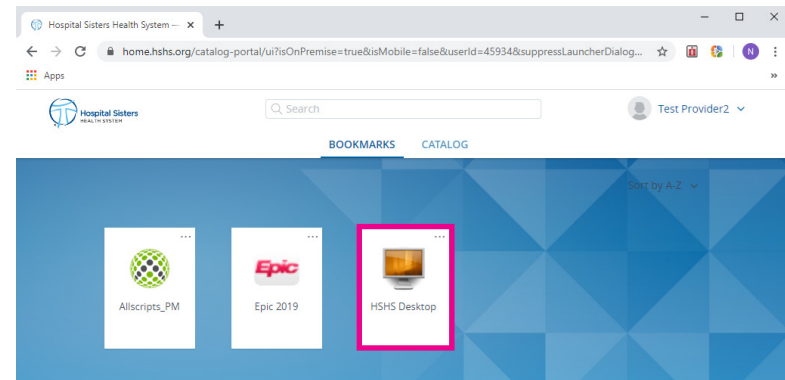 Hospital Sisters Health System —
home.hshs.org/catalog-portal/ui?isOnPremise=true&isMobile=false&userId=45934&suppressLauncherDialog...
N
Apps
Hospital Sisters
HEALTH SYSTEM
Search
Test Provider2
BOOKMARKS CATALOG
Sort by A-Z
Epic
Allscripts_PM Epic 2019 HSHS Desktop